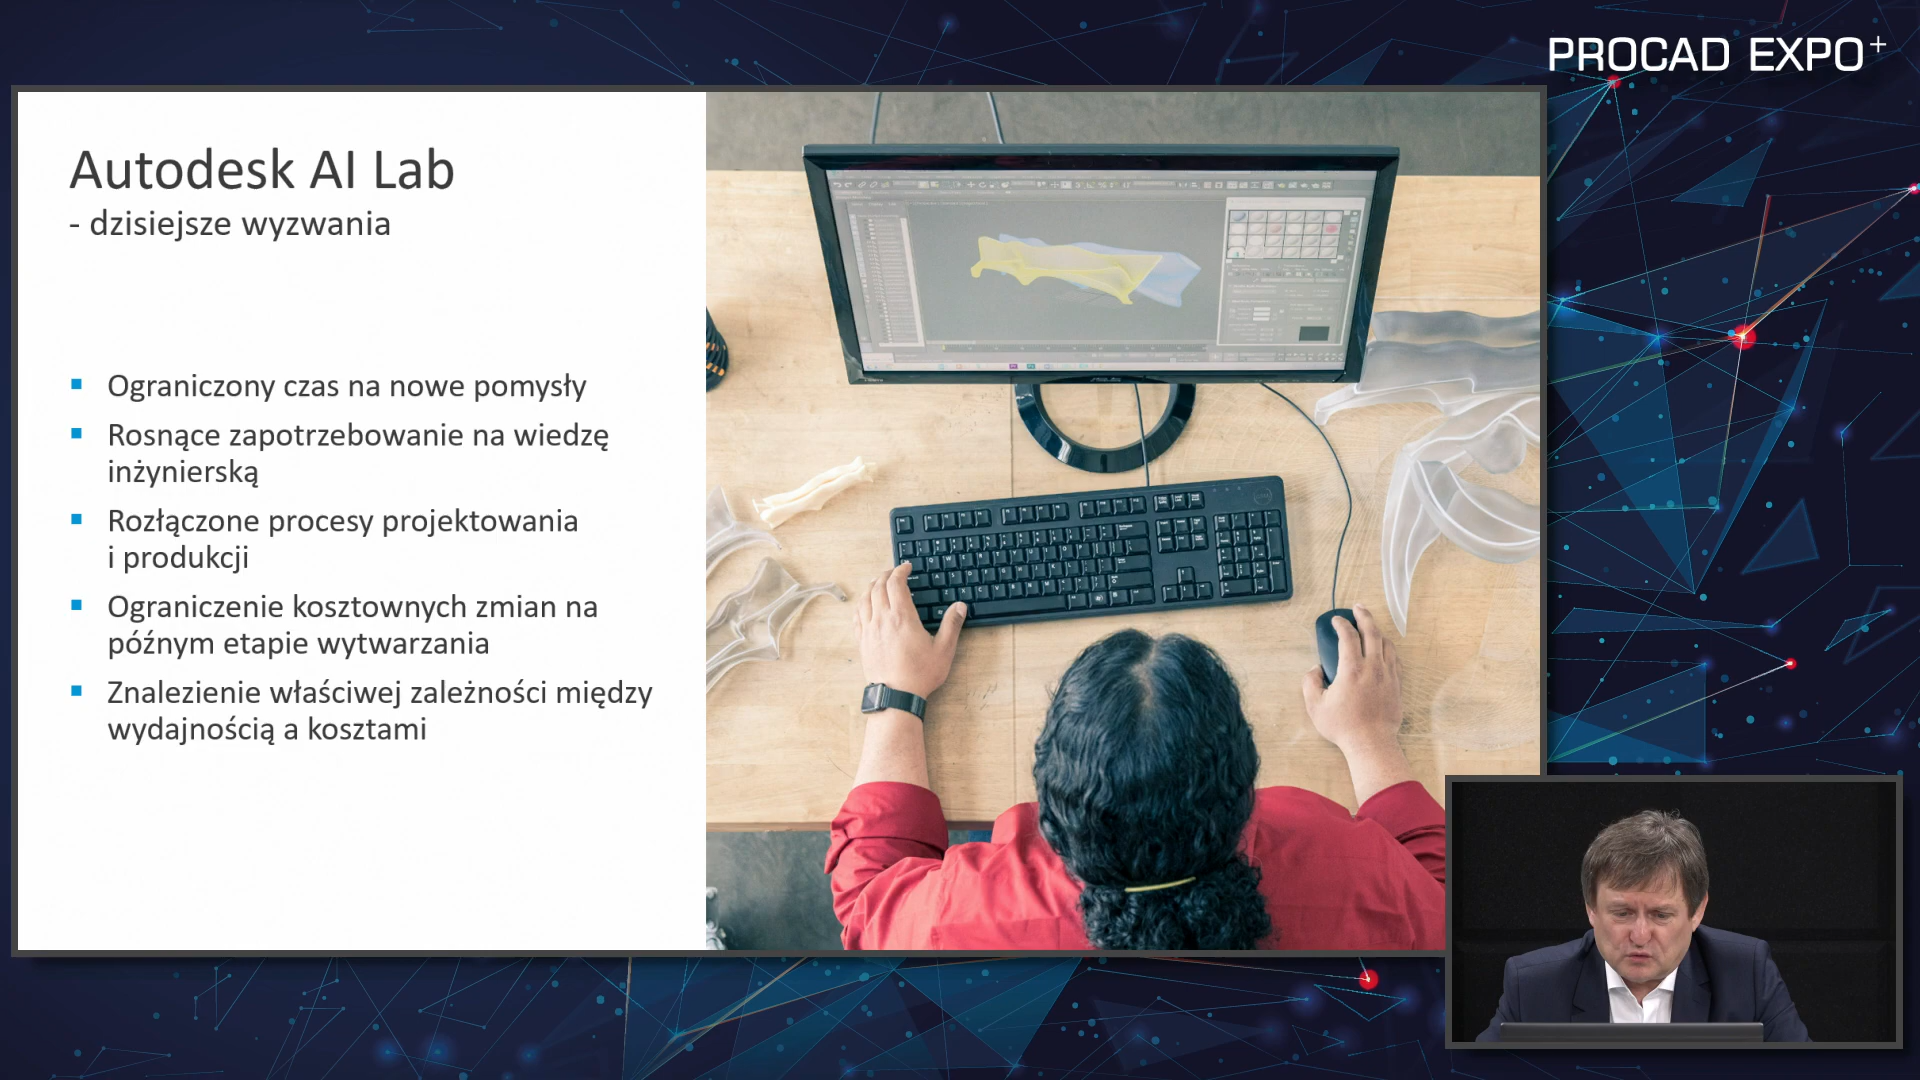 PROCAD EXPO+
Autodesk AI Lab
- dzisiejsze wyzwania
▪ Ograniczony czas na nowe pomysły
▪ Rosnące zapotrzebowanie na wiedzę
inżynierską
▪ Rozłączone procesy projektowania
i produkcji
▪ Ograniczenie kosztownych zmian na
późnym etapie wytwarzania
▪ Znalezienie właściwej zależności między
wydajnością a kosztami